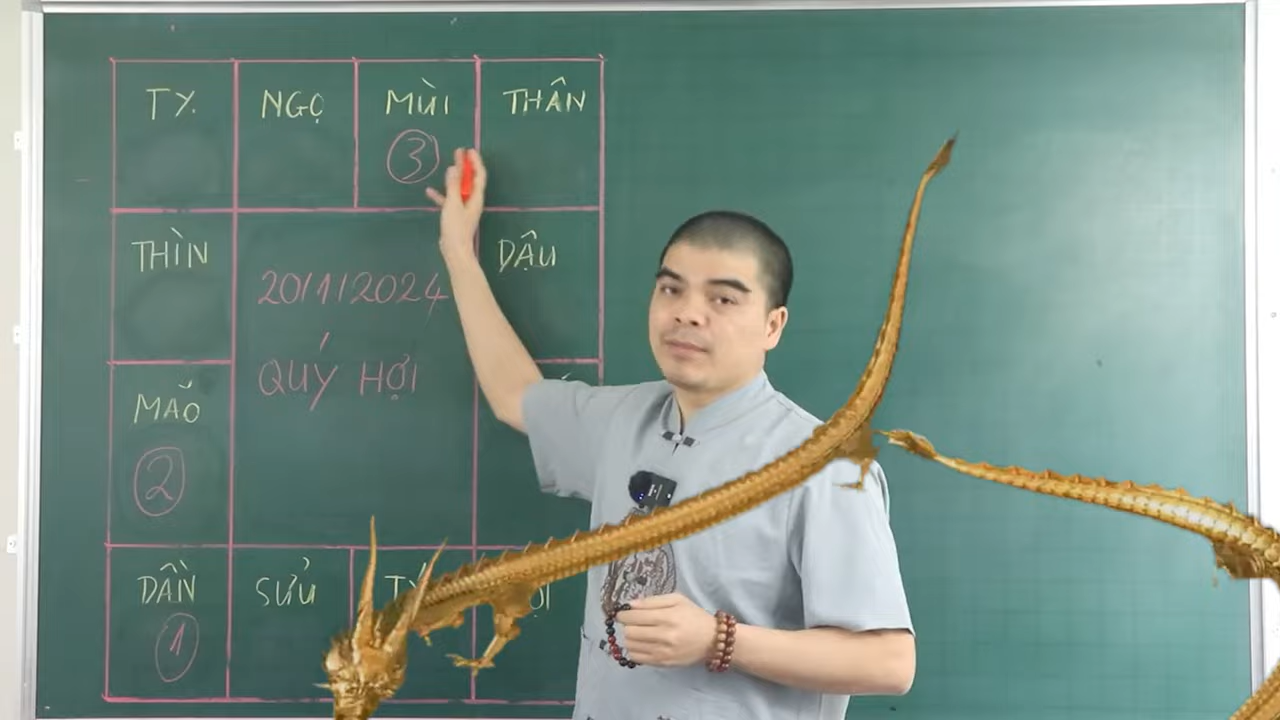 TỴ NGỌ MÙI THÂN
3
THÌN DẬU
20/1/2024
QUÝ HỢI
MÃO
2
DẦN SỬU
1